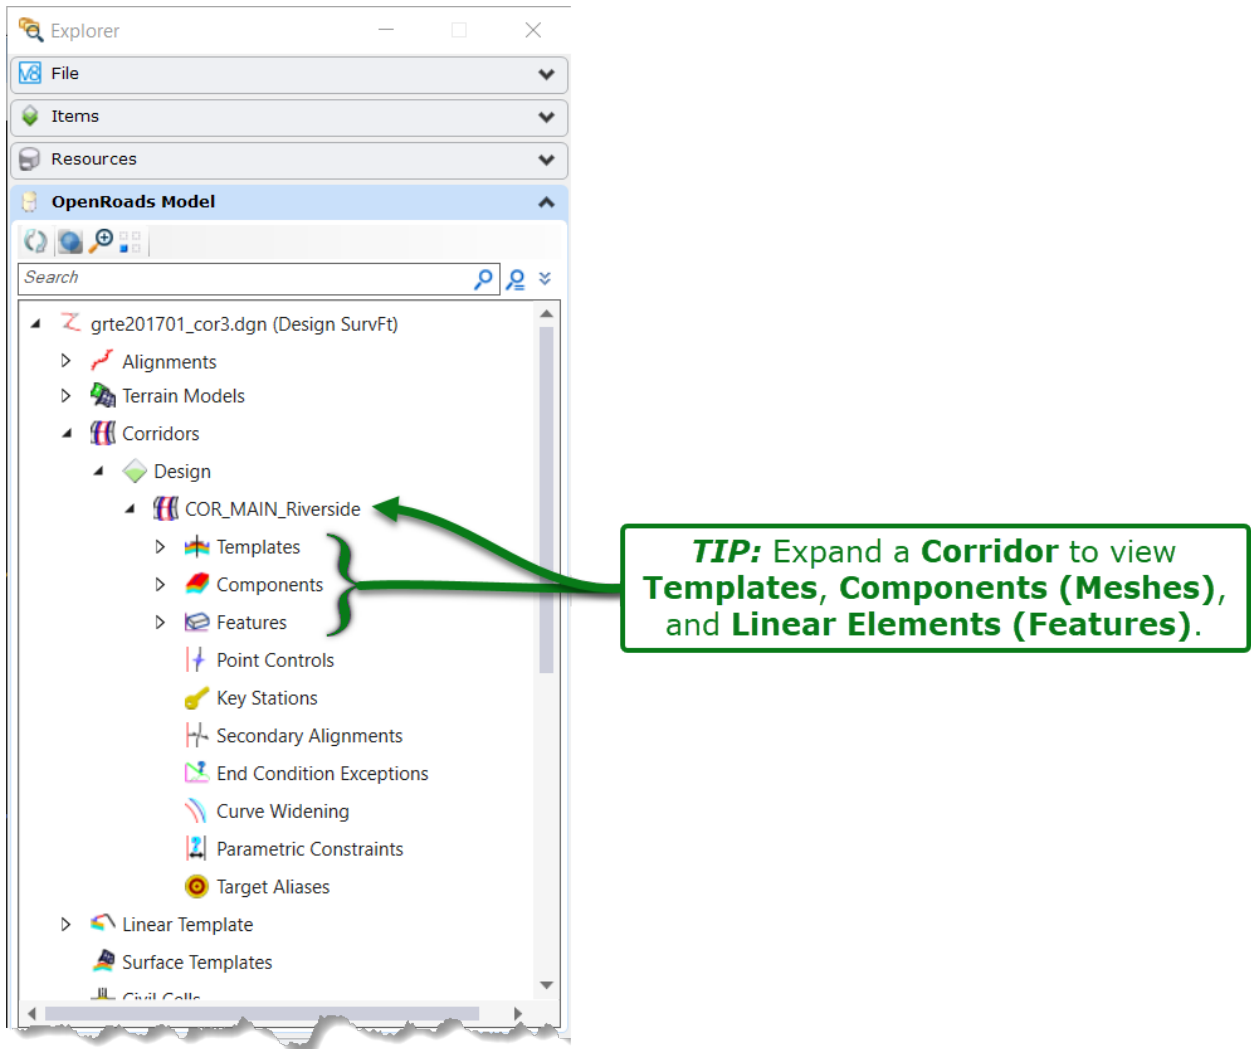 Explorer
File
Items
Resources
OpenRoads Model
Search
grte201701_cor3.dgn (Design SurvFt)
Alignments
Terrain Models
Corridors
Design
COR_MAIN_Riverside
Templates
Components
Features
Point Controls
Key Stations
Secondary Alignments
End Condition Exceptions
Curve Widening
Parametric Constraints
Target Aliases
Linear Template
Surface Templates
Civil Cells
TIP: Expand a Corridor to view
Templates, Components (Meshes),
and Linear Elements (Features).